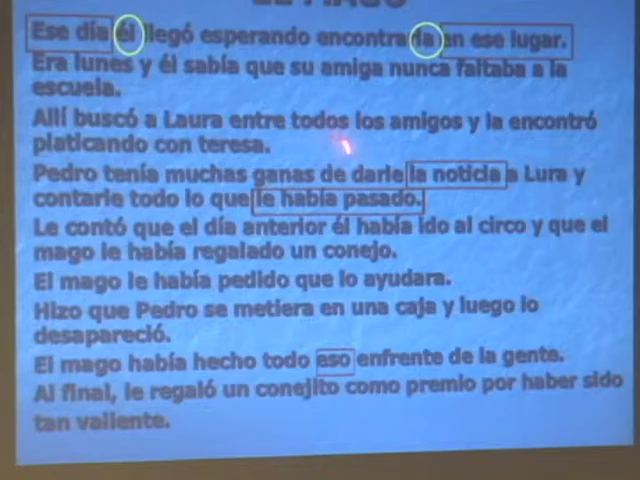 EL MAGO
Ese día él llegó esperando encontrarla en ese lugar.
Era lunes y él sabía que su amiga nunca faltaba a la
escuela.
Allí buscó a Laura entre todos los amigos y la encontró
platicando con teresa.
Pedro tenía muchas ganas de darle la noticia a Lura y
contarle todo lo que le había pasado.
Le contó que el día anterior él había ido al circo y que el
mago le había regalado un conejo.
El mago le había pedido que lo ayudara.
Hizo que Pedro se metiera en una caja y luego lo
desapareció.
El mago había hecho todo aso enfrente de la gente.
Al final, le regaló un conejito como premio por haber sido
tan valiente.